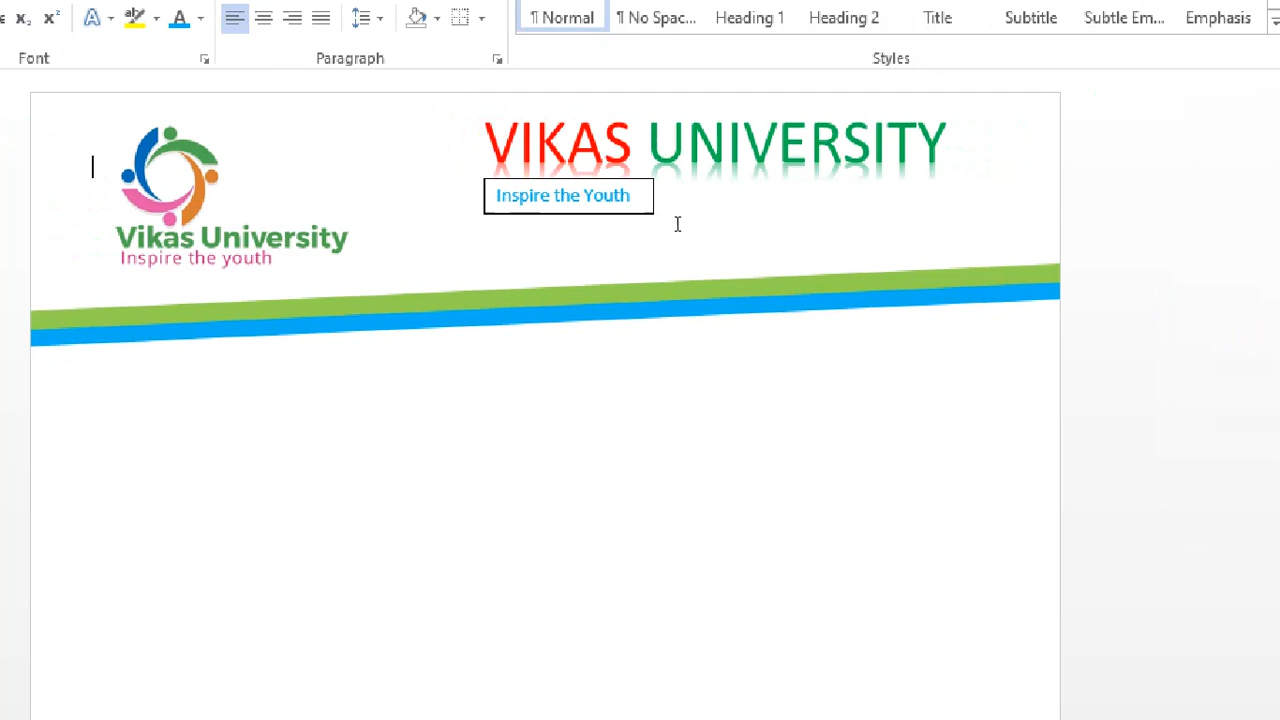 ¶ Normal ¶ No Spac... Heading 1 Heading 2 Title Subtitle Subtle Em... Emphasis
Font Paragraph Styles
VIKAS UNIVERSITY
Inspire the Youth
Vikas University
Inspire the youth